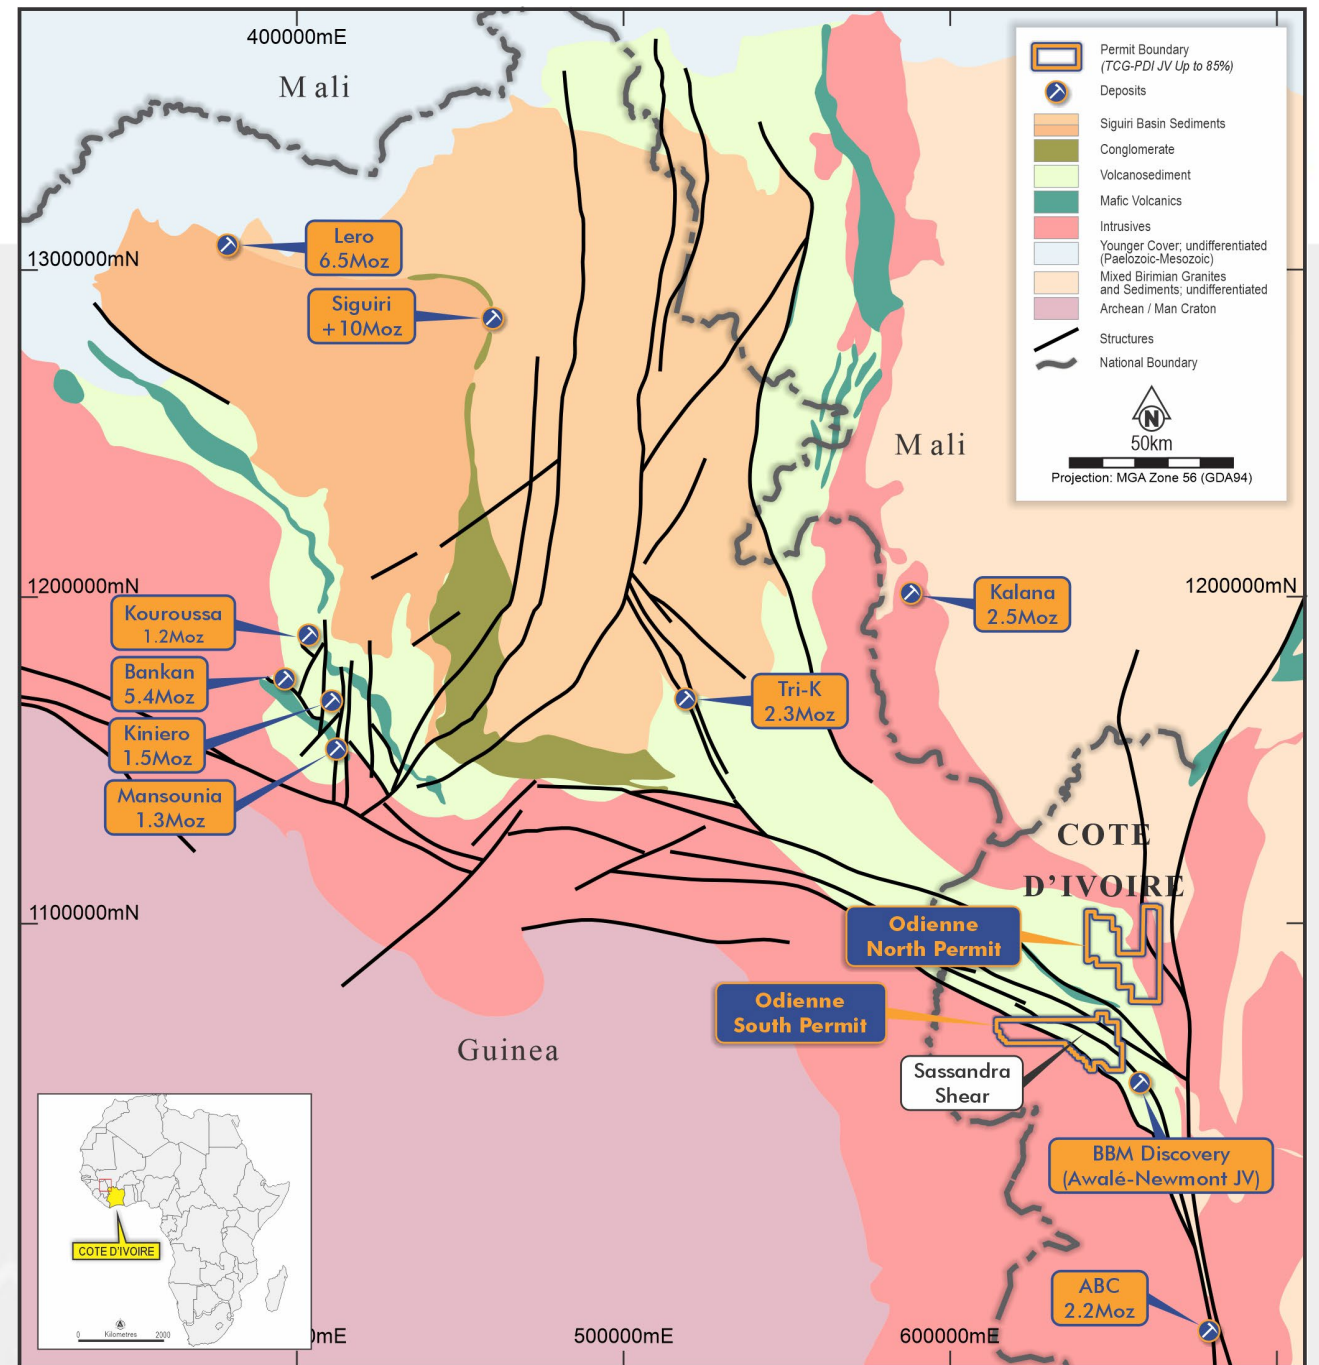 400000mE
Mali
1300000mN
Lero
6.5Moz
Siguiri
+10Moz
Mali
1200000mN
1200000mN
Kouroussa
1.2Moz
Bankan
5.4Moz
Kiniero
1.5Moz
Mansounia
1.3Moz
Kalana
2.5Moz
Tri-K
2.3Moz
COTE
D'IVOIRE
1100000mN
Odienne
North Permit
Odienne
South Permit
Guinea
Sassandra
Shear
BBM Discovery
(Awalé-Newmont JV)
ABC
2.2Moz
0mE
500000mE
600000mE
Permit Boundary
(TCG-PDI JV Up to 85%)
Deposits
Siguiri Basin Sediments
Conglomerate
Volcanosediment
Mafic Volcanics
Intrusives
Younger Cover; undifferentiated
(Paelozoic-Mesozoic)
Mixed Birimian Granites
and Sediments; undifferentiated
Archean / Man Craton
Structures
National Boundary
N
50km
Projection: MGA Zone 56 (GDA94)
COTE D'IVOIRE
0 Kilometres 2000